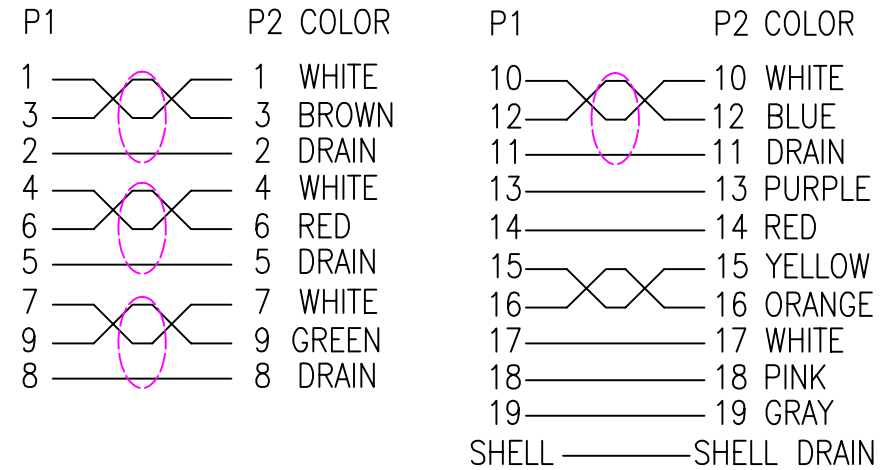 P1 P2 COLOR
1 1 WHITE
3 3 BROWN
2 2 DRAIN
4 4 WHITE
6 6 RED
5 5 DRAIN
7 7 WHITE
9 9 GREEN
8 8 DRAIN
P1 P2 COLOR
10 10 WHITE
12 12 BLUE
11 11 DRAIN
13 13 PURPLE
14 14 RED
15 15 YELLOW
16 16 ORANGE
17 17 WHITE
18 18 PINK
19 19 GRAY
SHELL SHELL DRAIN